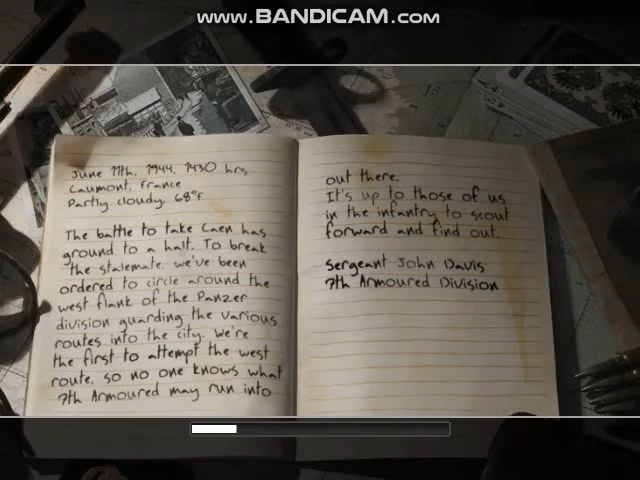 www.BANDICAM.com
June 11th, 1944, 1430 hrs
Caumont, France
Partly cloudy, 68°F
The battle to take Caen has
ground to a halt. To break
the stalemate, we've been
ordered to circle around the
west flank of the Panzer
division guarding the various
routes into the city. We're
the first to attempt the west
route, so no one knows what
7th Armoured may run into
out there.
It's up to those of us
in the infantry to scout
forward and find out.
Sergeant John Davis
7th Armoured Division